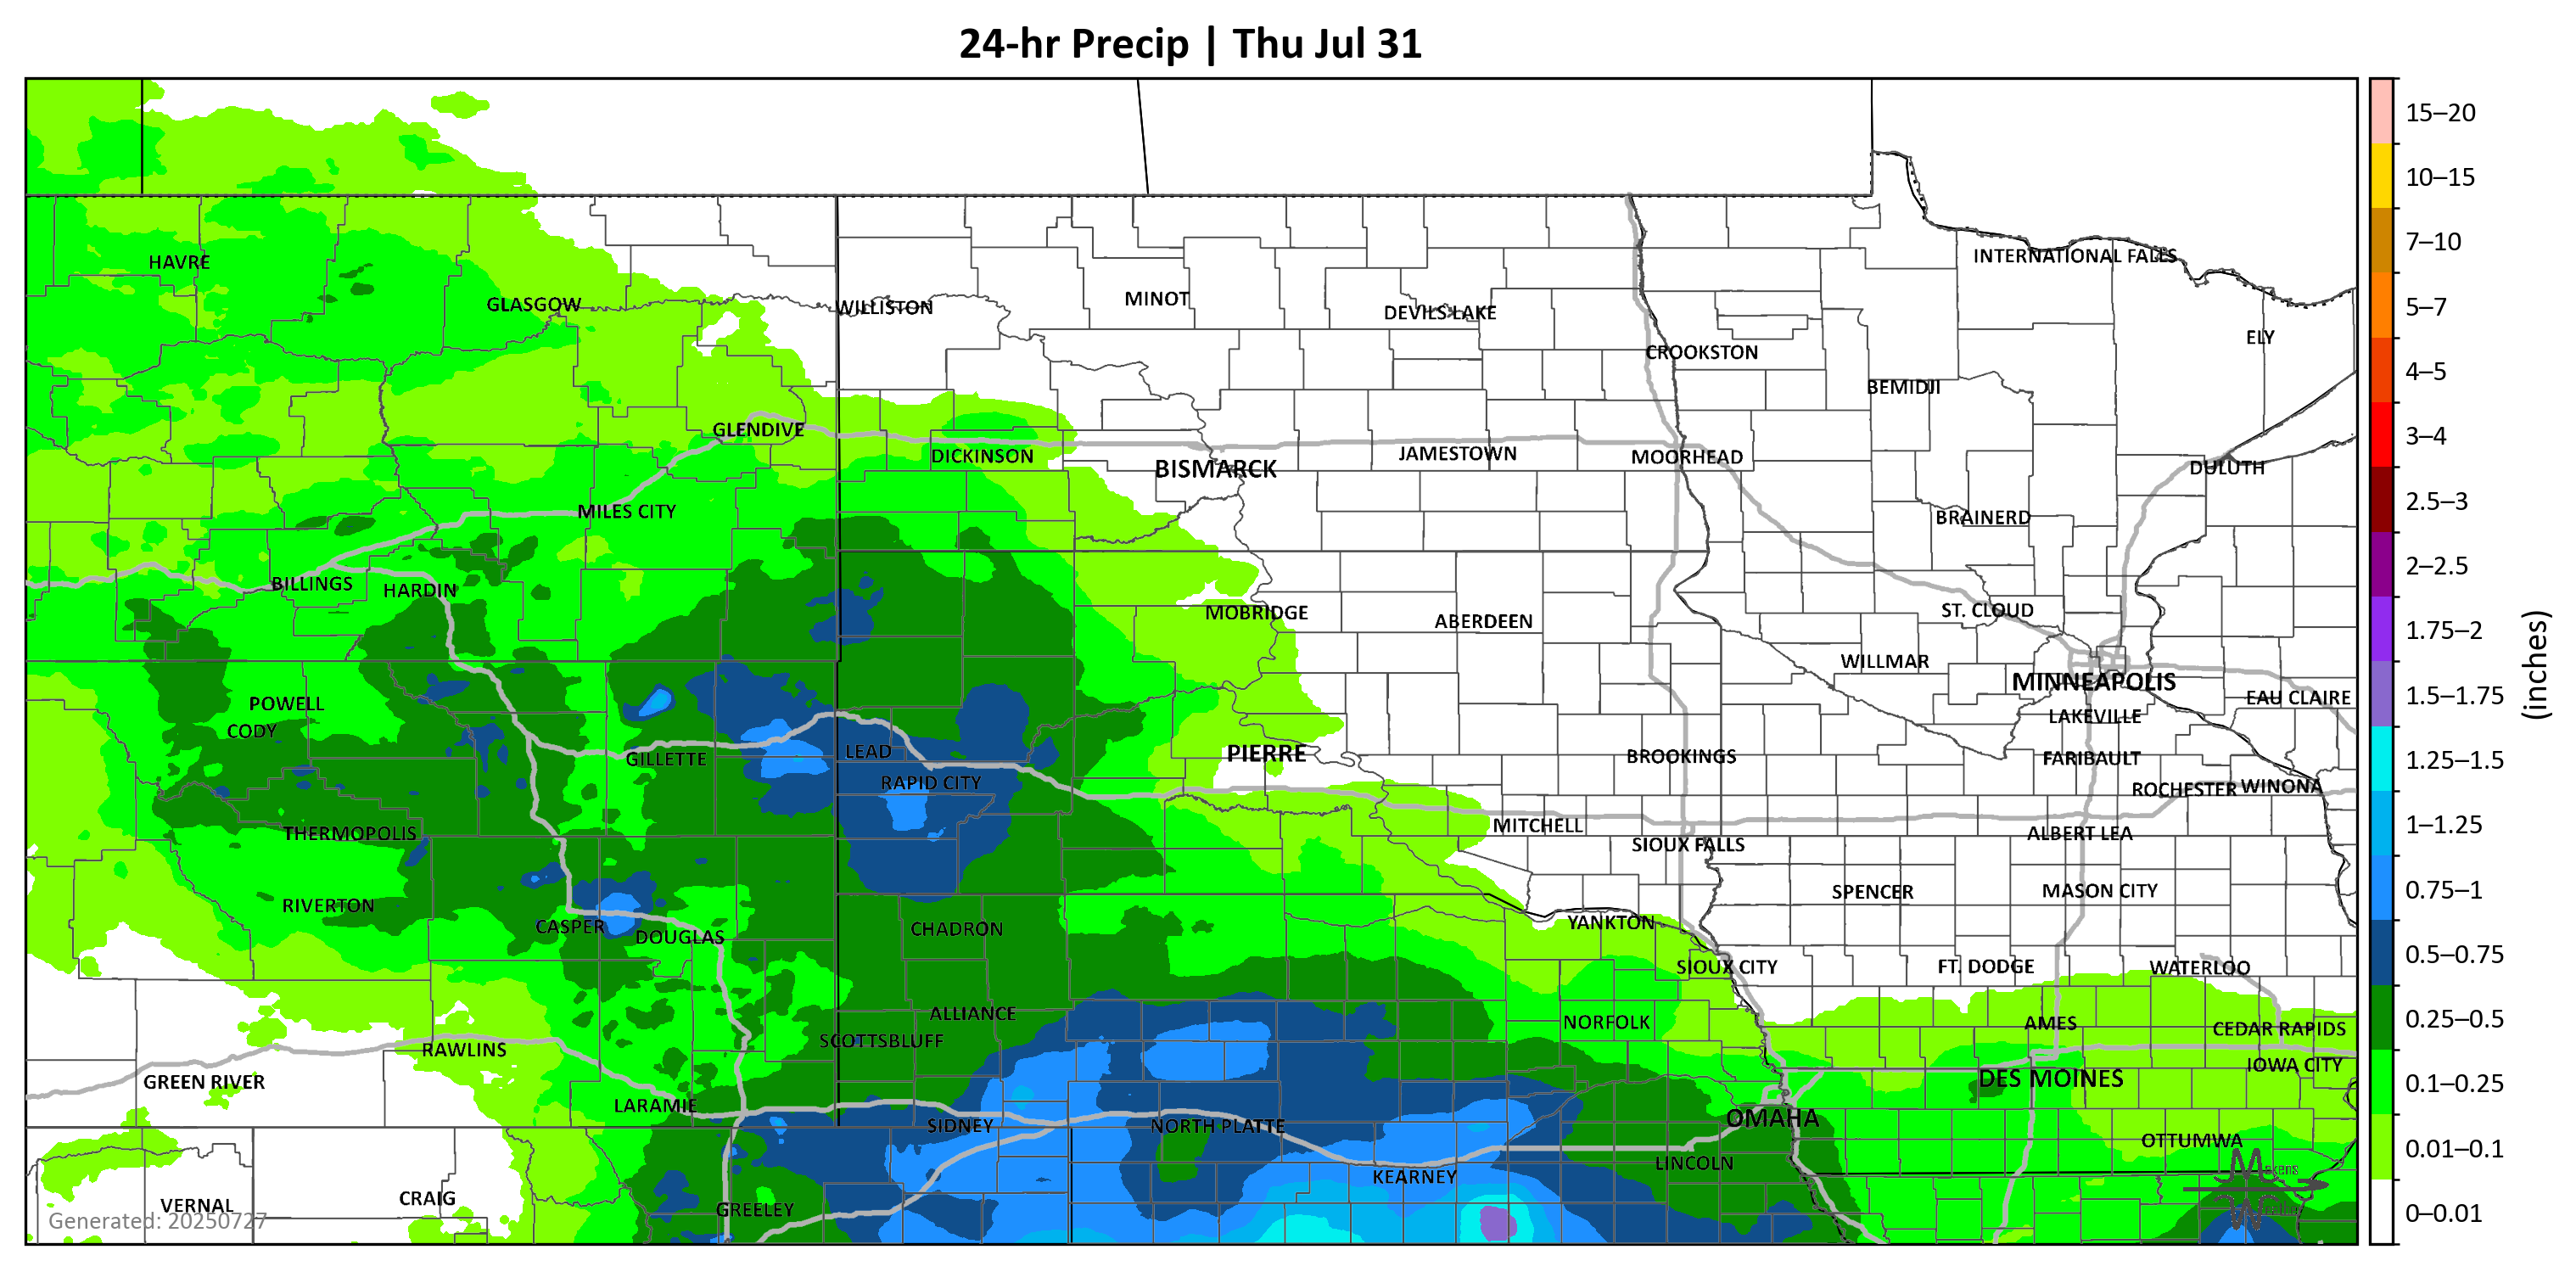 24-hr Precip | Thu Jul 31
15–20
10–15
INTERNATIONAL FALLS
7–10
HAVRE
MINOT
GLASGOW
WILLISTON
DEVILS LAKE
5–7
ELY
CROOKSTON
4–5
BEMIDJI
GLENDIVE
3–4
DICKINSON
JAMESTOWN
MOORHEAD
BISMARCK
DULUTH
2.5–3
MILES CITY
BRAINERD
2–2.5
BILLINGS
HARDIN
MOBRIDGE
ABERDEEN
ST. CLOUD
1.75–2
WILLMAR
(inches)
MINNEAPOLIS
EAU CLAIRE
1.5–1.75
POWELL
CODY
LAKEVILLE
LEAD
PIERRE
GILLETTE
BROOKINGS
FARIBAULT
1.25–1.5
RAPID CITY
ROCHESTER
WINONA
MITCHELL
1–1.25
THERMOPOLIS
ALBERT LEA
SIOUX FALLS
SPENCER
MASON CITY
0.75–1
RIVERTON
CASPER
DOUGLAS
CHADRON
YANKTON
SIOUX CITY
FT. DODGE
WATERLOO
0.5–0.75
ALLIANCE
NORFOLK
AMES
CEDAR RAPIDS
0.25–0.5
SCOTTSBLUFF
RAWLINS
IOWA CITY
GREEN RIVER
DES MOINES
0.1–0.25
LARAMIE
SIDNEY
NORTH PLATTE
OMAHA
OTTUMWA
0.01–0.1
LINCOLN
KEARNEY
VERNAL
CRAIG
GREELEY
Generated: 20250727
0–0.01